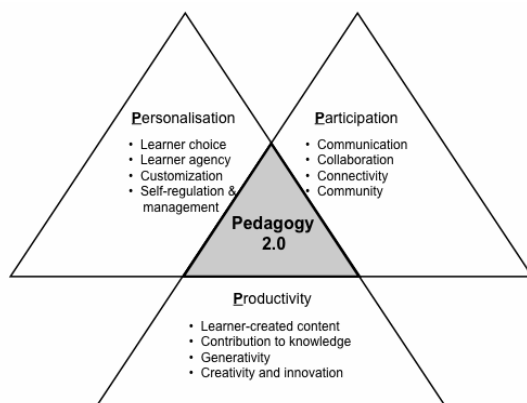 Personalisation
• Learner choice
• Learner agency
• Customization
• Self-regulation &
management
Participation
• Communication
• Collaboration
• Connectivity
• Community
Pedagogy
2.0
Productivity
• Learner-created content
• Contribution to knowledge
• Generativity
• Creativity and innovation